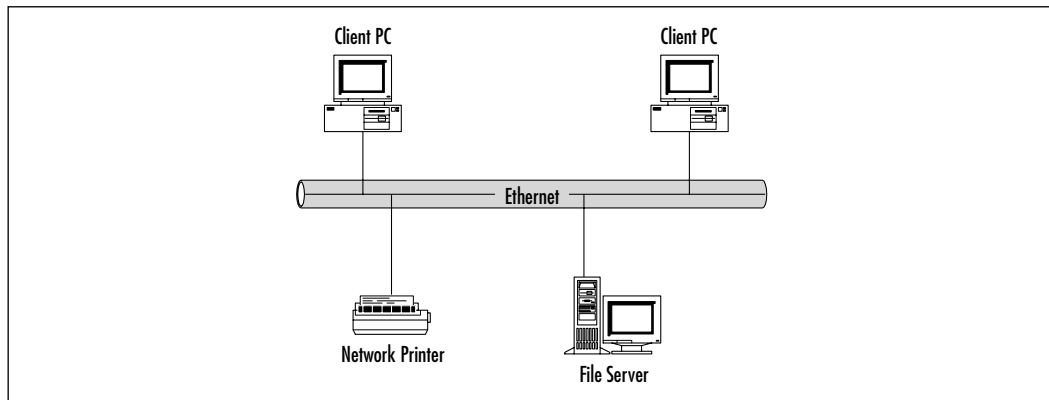 Client PC
Client PC
Ethernet
Network Printer
File Server